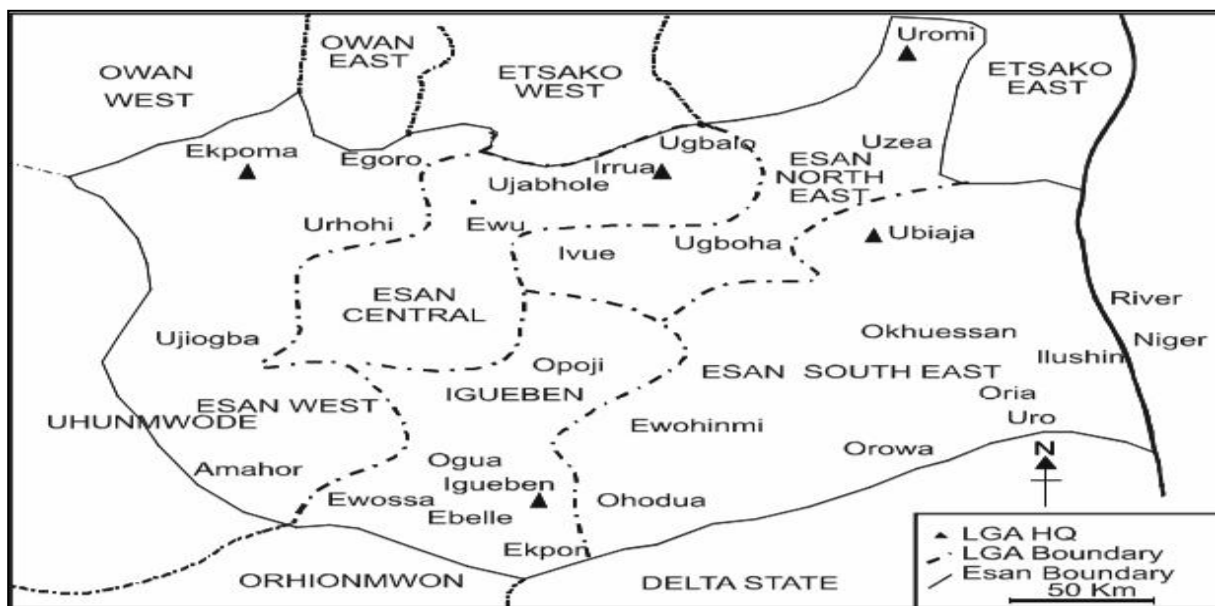 OWAN
WEST
OWAN
EAST
ETSAKO
WEST
Uromi
ETSAKO
EAST
Ekpoma
Egoro
Irrua
Ugbalo
Ujabhole
Uzea
ESAN
NORTH
EAST
Urhohi
Ewu
Ivue
Ugboha
Ubiaja
ESAN
CENTRAL
River
Niger
Ujiogba
Opoji
Okhuessan
Ilushin
ESAN WEST
IGUEBEN
ESAN SOUTH EAST
Oria
UHUNMWODE
Ewohinmi
Uro
Amahor
Ogua
Igueben
Orowa
N
Ewossa
Ebelle
Ohodua
Ekpon
ORHIONMWON
DELTA STATE
LGA HQ
LGA Boundary
Esan Boundary
50 Km